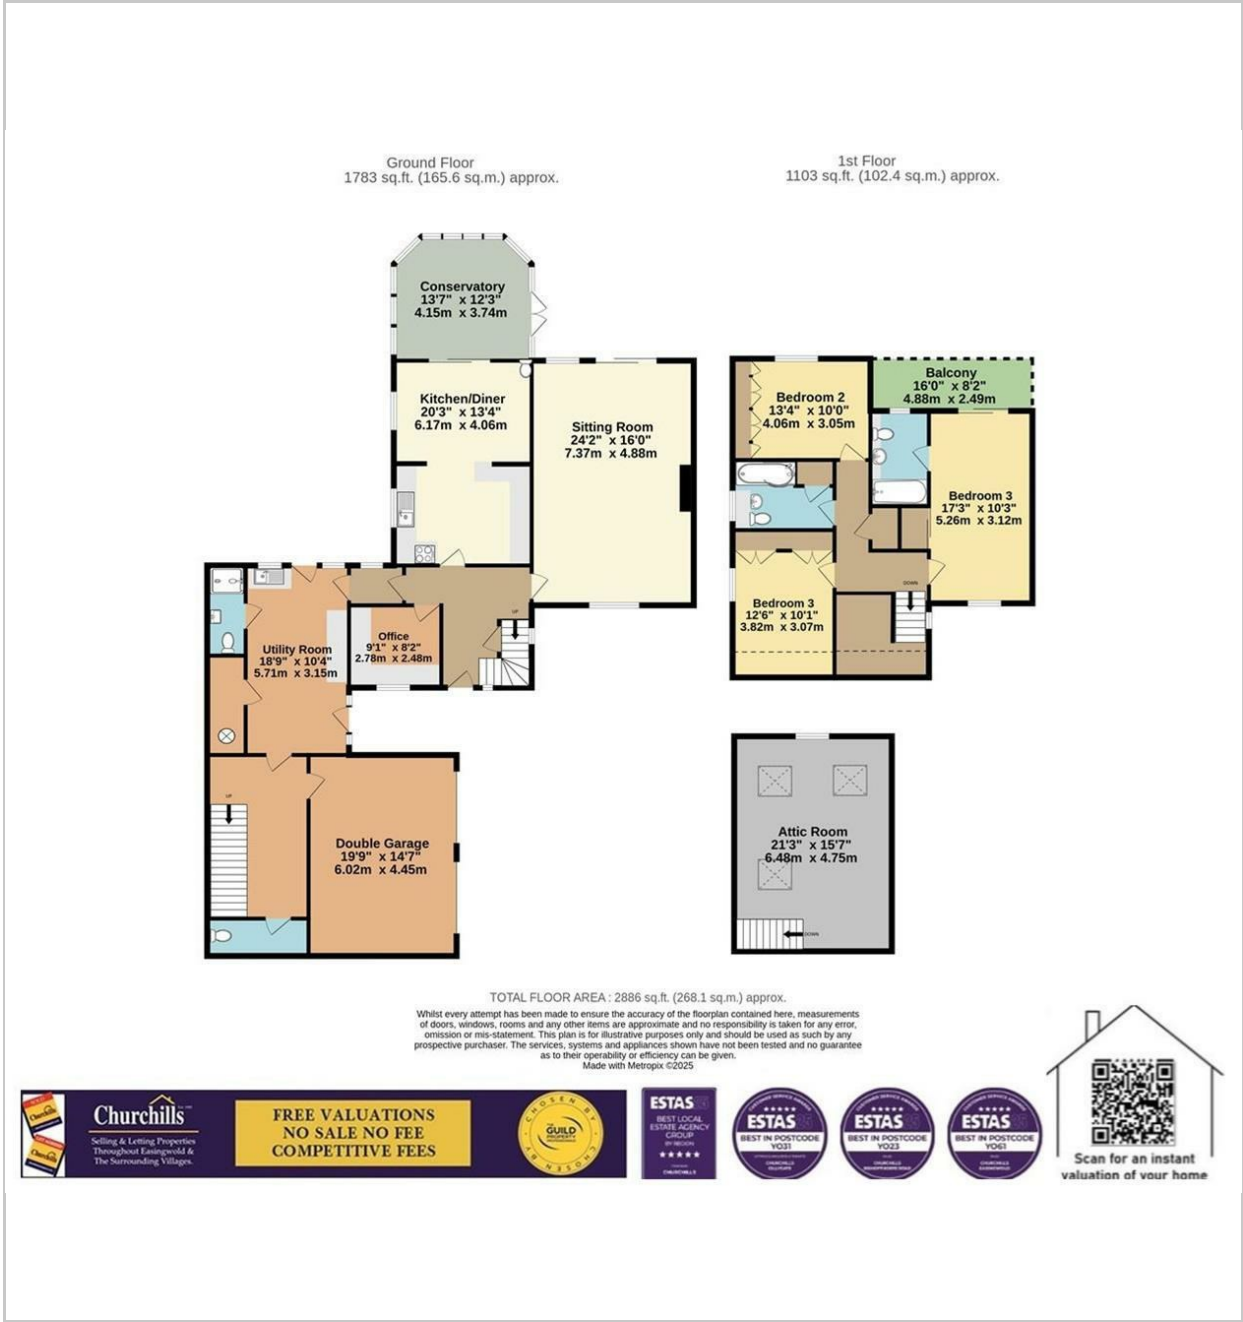 Ground Floor
1783 sq.ft. (165.6 sq.m.) approx.
1st Floor
1103 sq.ft. (102.4 sq.m.) approx.
Conservatory
13'7" x 12'3"
4.15m x 3.74m
Kitchen/Diner
20'3" x 13'4"
6.17m x 4.06m
Sitting Room
24'2" x 16'0"
7.37m x 4.88m
Utility Room
18'9" x 10'4"
5.71m x 3.15m
Office
9'1" x 8'2"
2.78m x 2.48m
UP
UP
Double Garage
19'9" x 14'7"
6.02m x 4.45m
Bedroom 2
13'4" x 10'0"
4.06m x 3.05m
Balcony
16'0" x 8'2"
4.88m x 2.49m
Bedroom 3
17'3" x 10'3"
5.26m x 3.12m
Bedroom 3
12'6" x 10'1"
3.82m x 3.07m
DOWN
Attic Room
21'3" x 15'7"
6.48m x 4.75m
DOWN
TOTAL FLOOR AREA : 2886 sq.ft. (268.1 sq.m.) approx.
Whilst every attempt has been made to ensure the accuracy of the floorplan contained here, measurements
of doors, windows, rooms and any other items are approximate and no responsibility is taken for any error,
omission or mis-statement. This plan is for illustrative purposes only and should be used as such by any
prospective purchaser. The services, systems and appliances shown have not been tested and no guarantee
as to their operability or efficiency can be given.
Made with Metropix ©2025
Churchills
Selling & Letting Properties
Throughout Easingwold &
The Surrounding Villages.
FREE VALUATIONS
NO SALE NO FEE
COMPETITIVE FEES
CHOSEN BY
THE
GUILD
PROPERTY
CHOSEN BY
ESTAS
BEST LOCAL
ESTATE AGENCY
GROUP
BY REGION
CHURCHILLS
ESTAS
BEST IN POSTCODE
YO31
CHURCHILLS
ESTAS
BEST IN POSTCODE
YO23
CHURCHILLS
ESTAS
BEST IN POSTCODE
YO61
CHURCHILLS
EASINGWOLD
Scan for an instant
valuation of your home